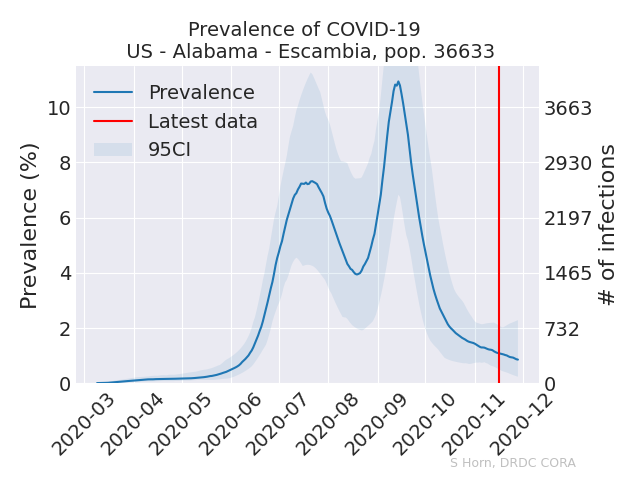 Prevalence of COVID-19
US - Alabama - Escambia, pop. 36633
Prevalence
Latest data
95CI
Prevalence (%)
10
8
6
4
2
0
3663
2930
2197
1465
732
0
# of infections
2020-03
2020-04
2020-05
2020-06
2020-07
2020-08
2020-09
2020-10
2020-11
2020-12
S Horn, DRDC CORA